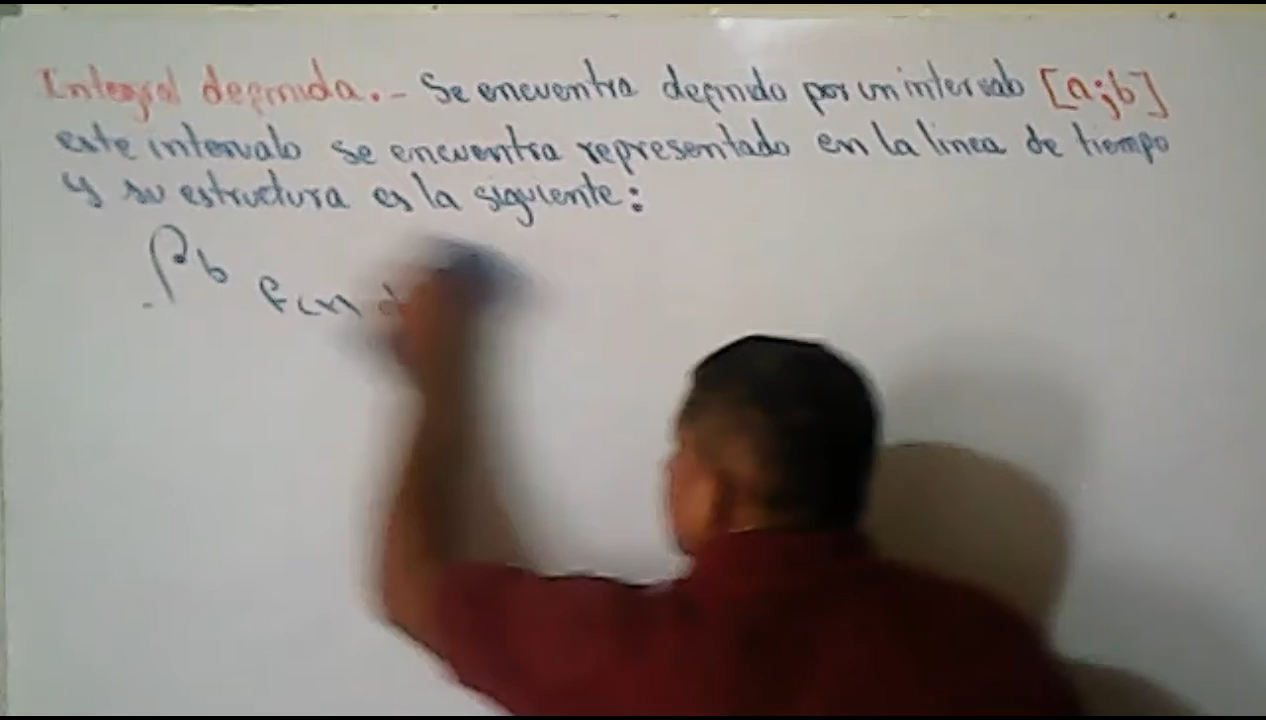 Integral definida.- Se encuentra definido por un intervalo [a;b]
este intervalo se encuentra representado en la linea de tiempo
y su estructura es la siguiente:
∫b f(x) d